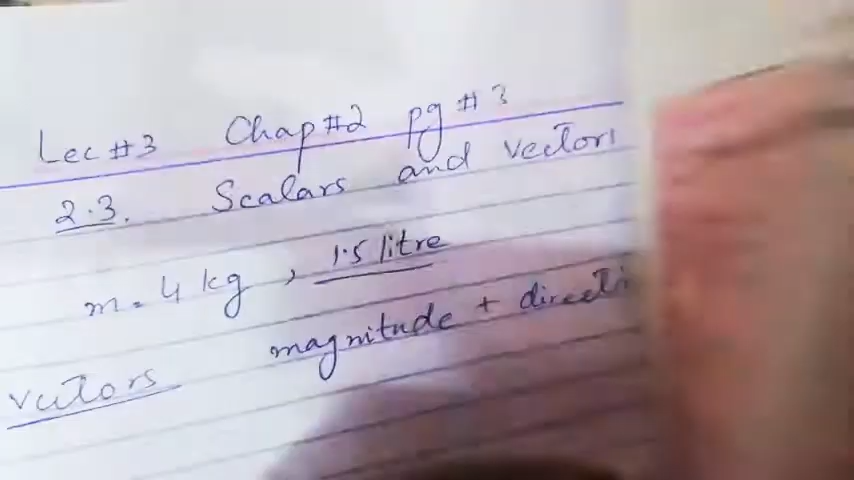 Lec #3 Chap #2 pg # 3
2.3. Scalars and vectors
m = 4 kg , 1.5 litre
magnitude + directi
vectors